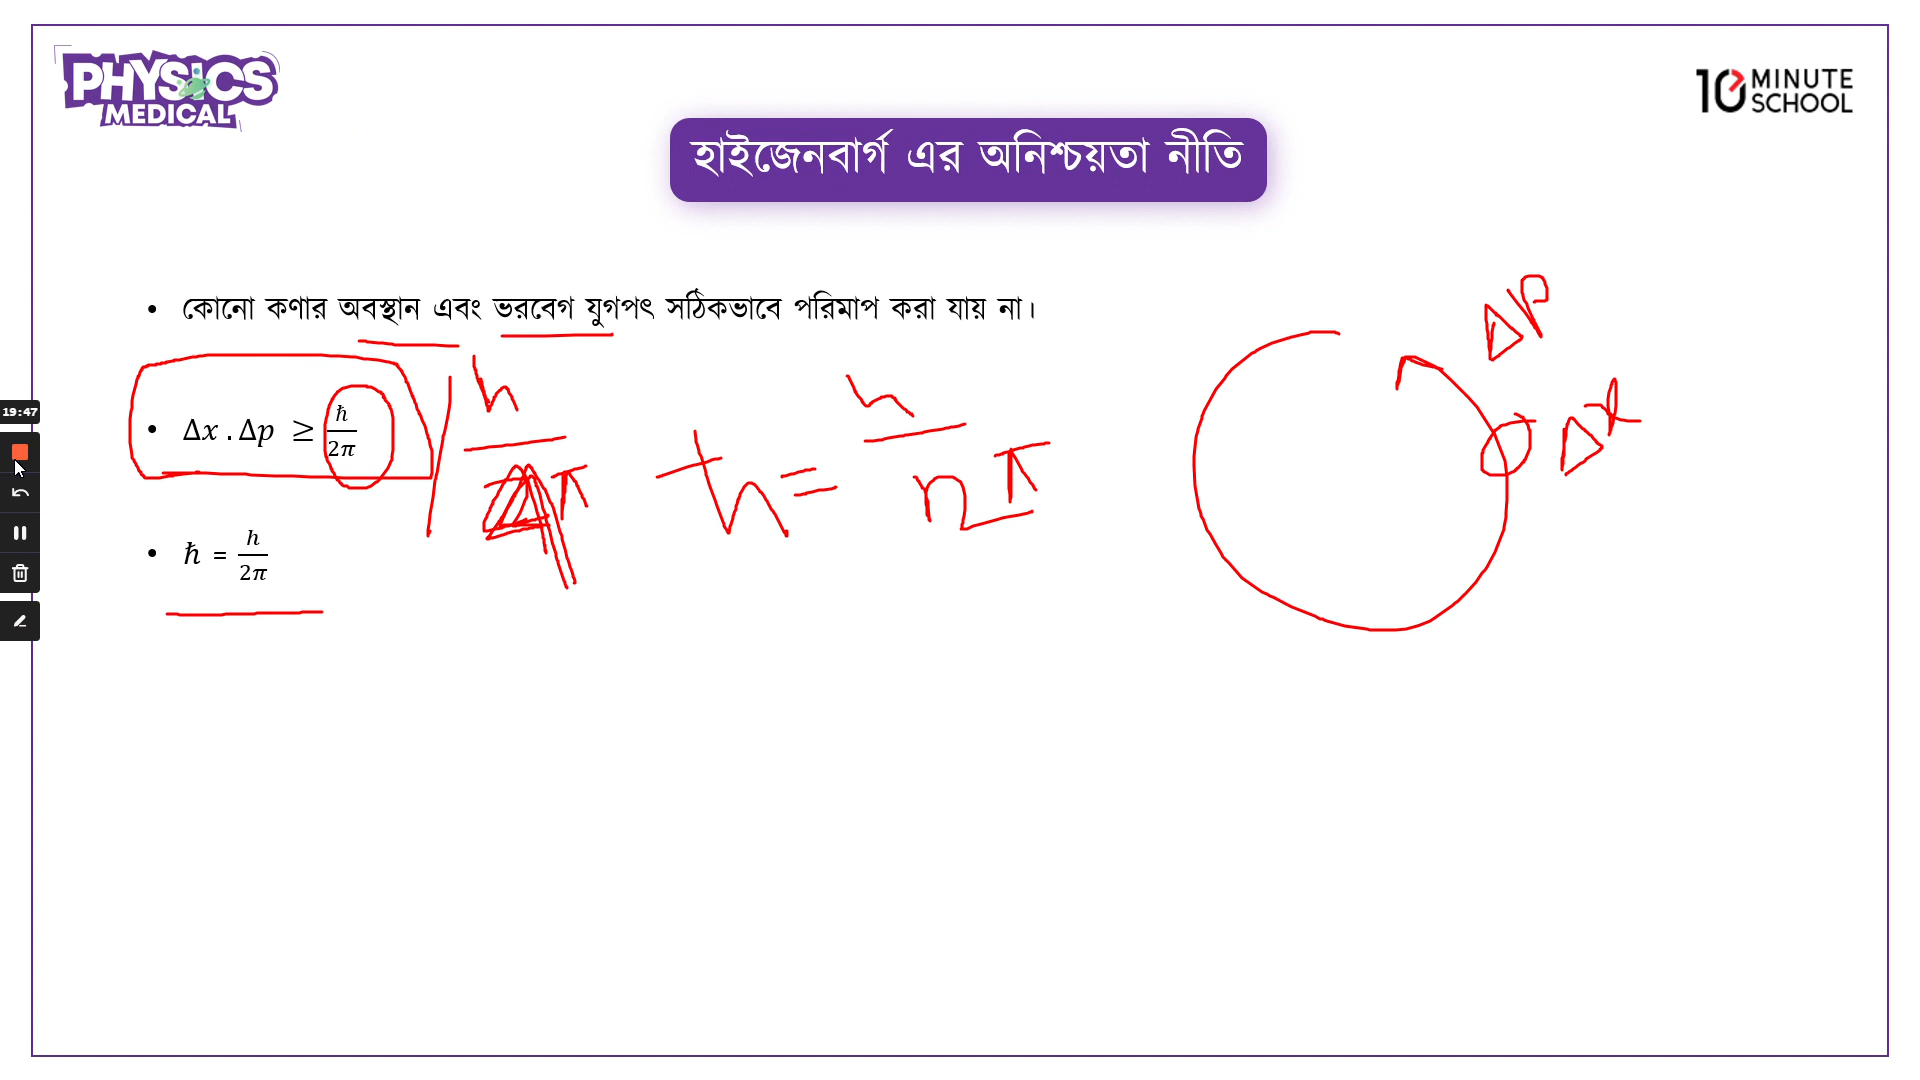 PHYSICS
MEDICAL
10 MINUTE
SCHOOL
হাইজেনবার্গ এর অনিশ্চয়তা নীতি
• কোনো কণার অবস্থান এবং ভরবেগ যুগপৎ সঠিকভাবে পরিমাপ করা যায় না।
• Δx . Δp ≥ ℏ/2π
• ℏ = h/2π
h/4π
ℏ = h/2π
Δp
Δx
19:47